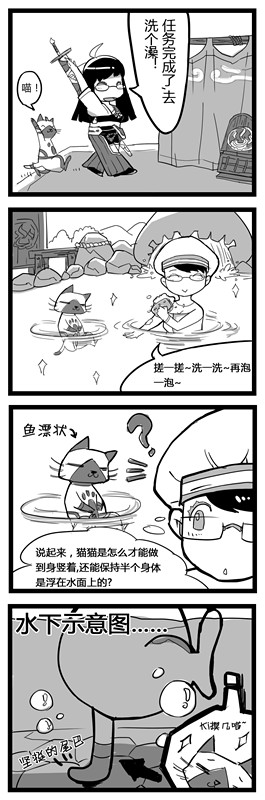 任务完成了去
洗个澡！
喵！
搓一搓~洗一洗~再泡
一泡~
鱼漂状
?
说起来，猫猫是怎么才能做
到身竖着,还能保持半个身体
是浮在水面上的?
水下示意图......
坚挺的尾巴